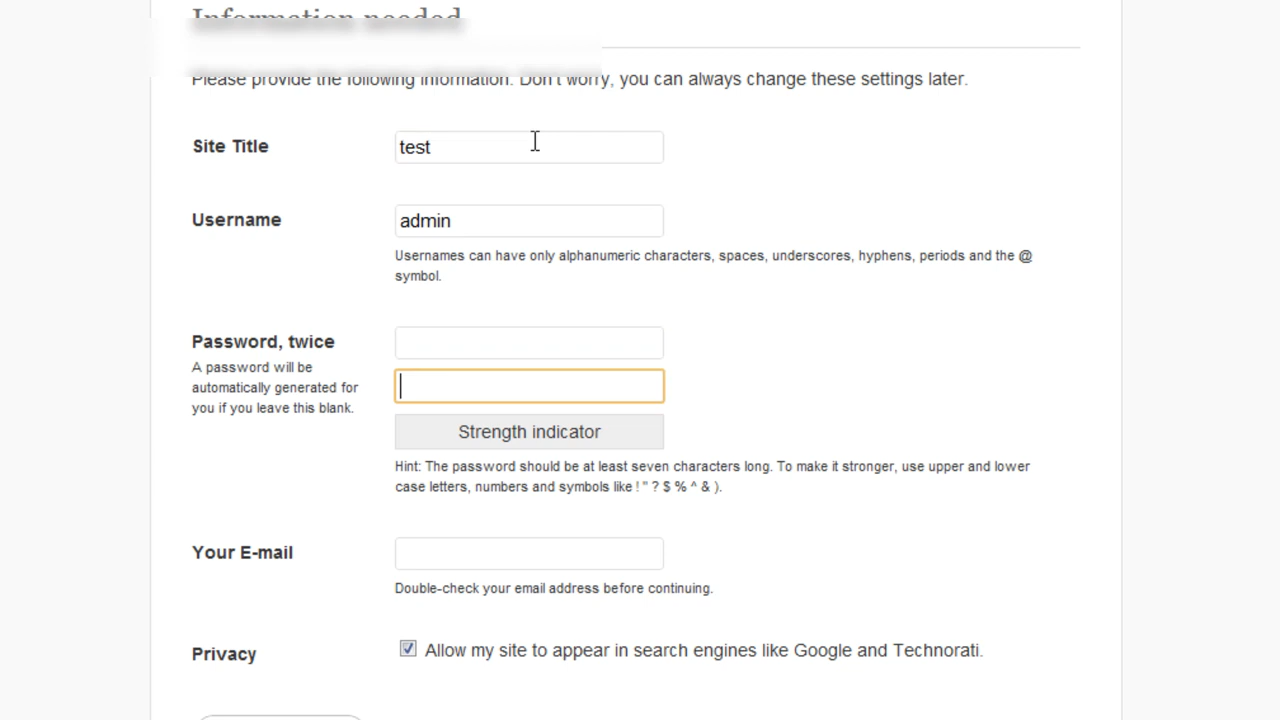 Information needed
Please provide the following information. Don't worry, you can always change these settings later.
Site Title
test
Username
admin
Usernames can have only alphanumeric characters, spaces, underscores, hyphens, periods and the @
symbol.
Password, twice
A password will be
automatically generated for
you if you leave this blank.
Strength indicator
Hint: The password should be at least seven characters long. To make it stronger, use upper and lower
case letters, numbers and symbols like ! " ? $ % ^ & ).
Your E-mail
Double-check your email address before continuing.
Privacy
Allow my site to appear in search engines like Google and Technorati.